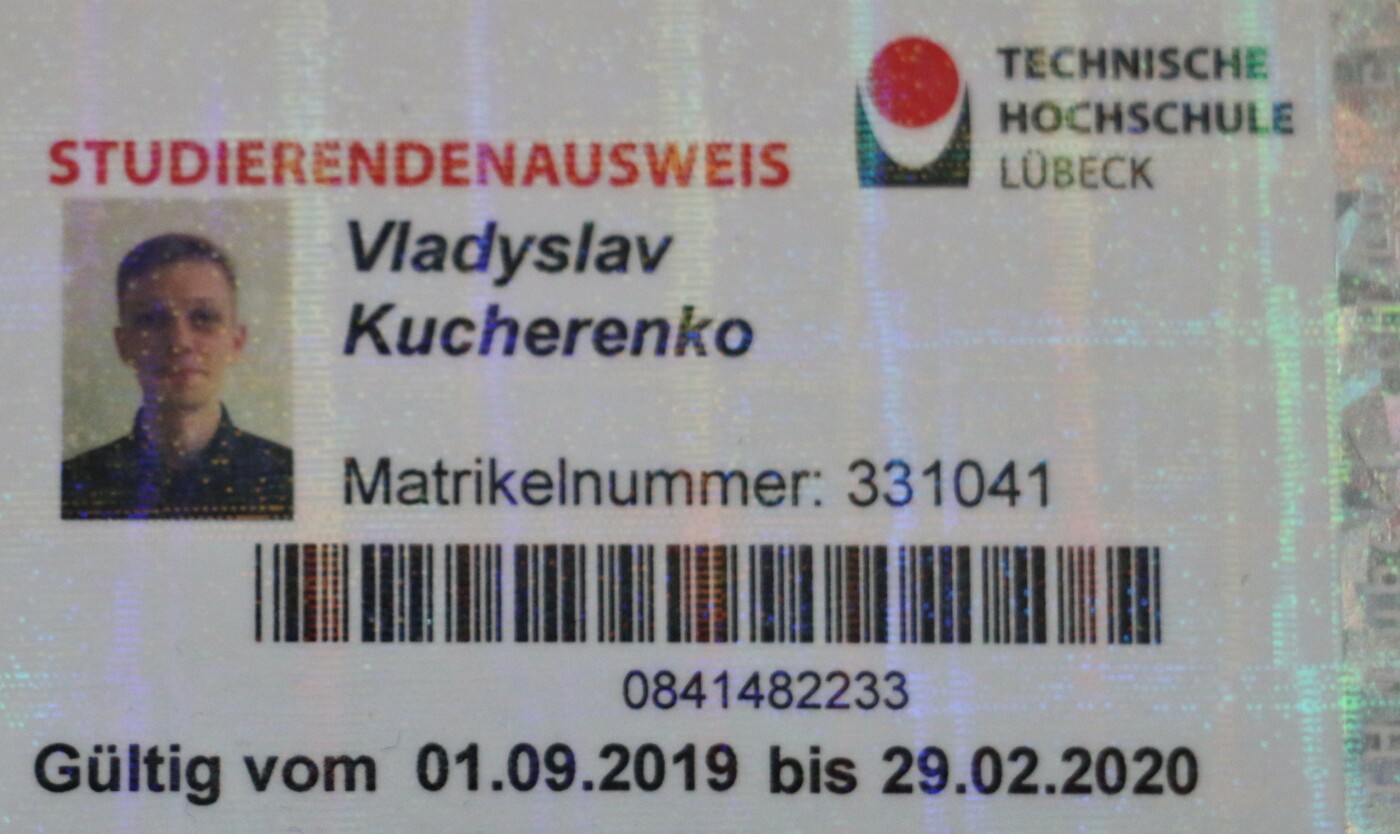 TECHNISCHE
HOCHSCHULE
LÜBECK
STUDIERENDENAUSWEIS
Vladyslav
Kucherenko
Matrikelnummer: 331041
0841482233
Gültig vom 01.09.2019 bis 29.02.2020